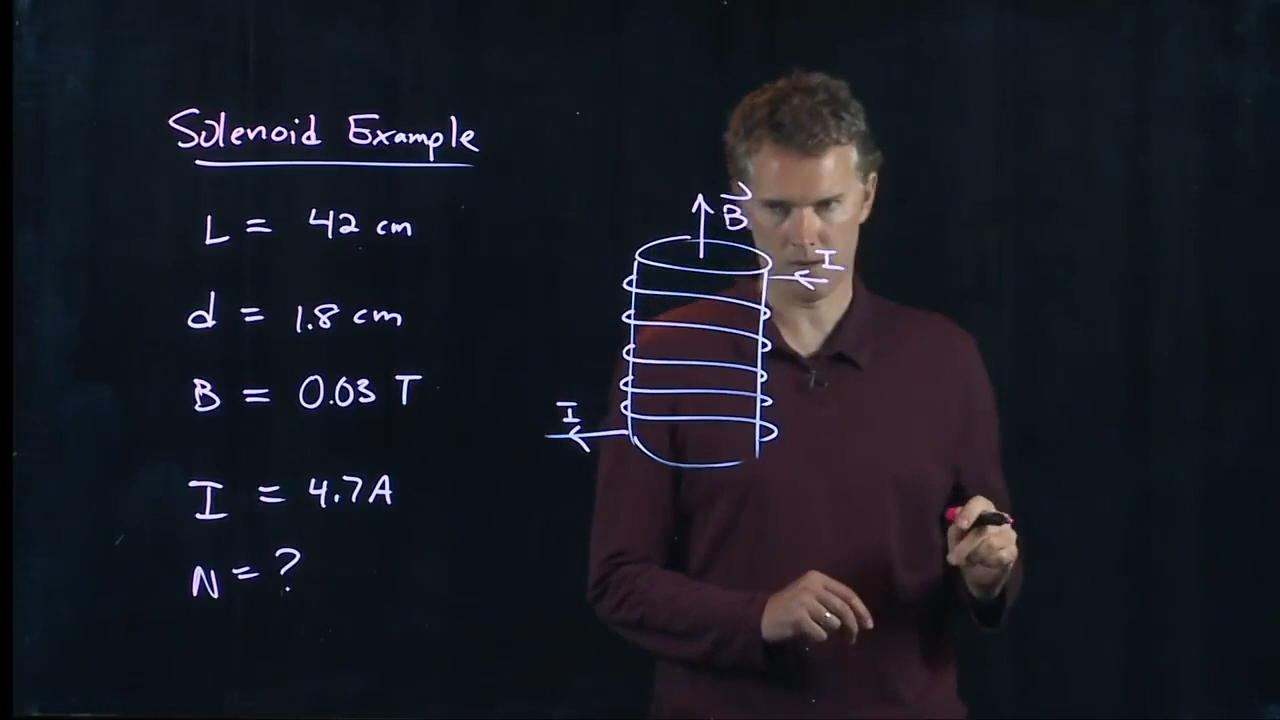 Solenoid Example
L = 42 cm
d = 1.8 cm
B = 0.03 T
I = 4.7A
N = ?
B
I
I